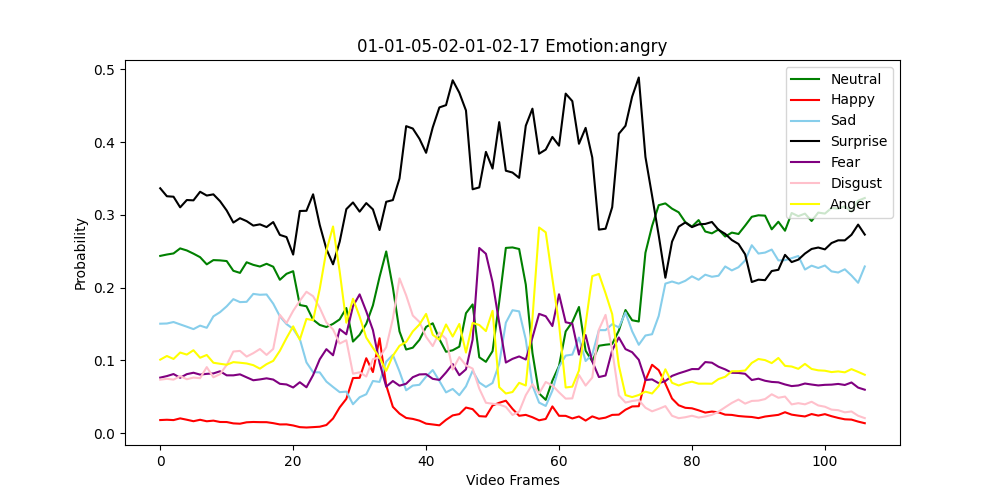 01-01-05-02-01-02-17 Emotion:angry
0.5
0.4
0.3
0.2
0.1
0.0
Probability
0 20 40 60 80 100
Video Frames
Neutral
Happy
Sad
Surprise
Fear
Disgust
Anger